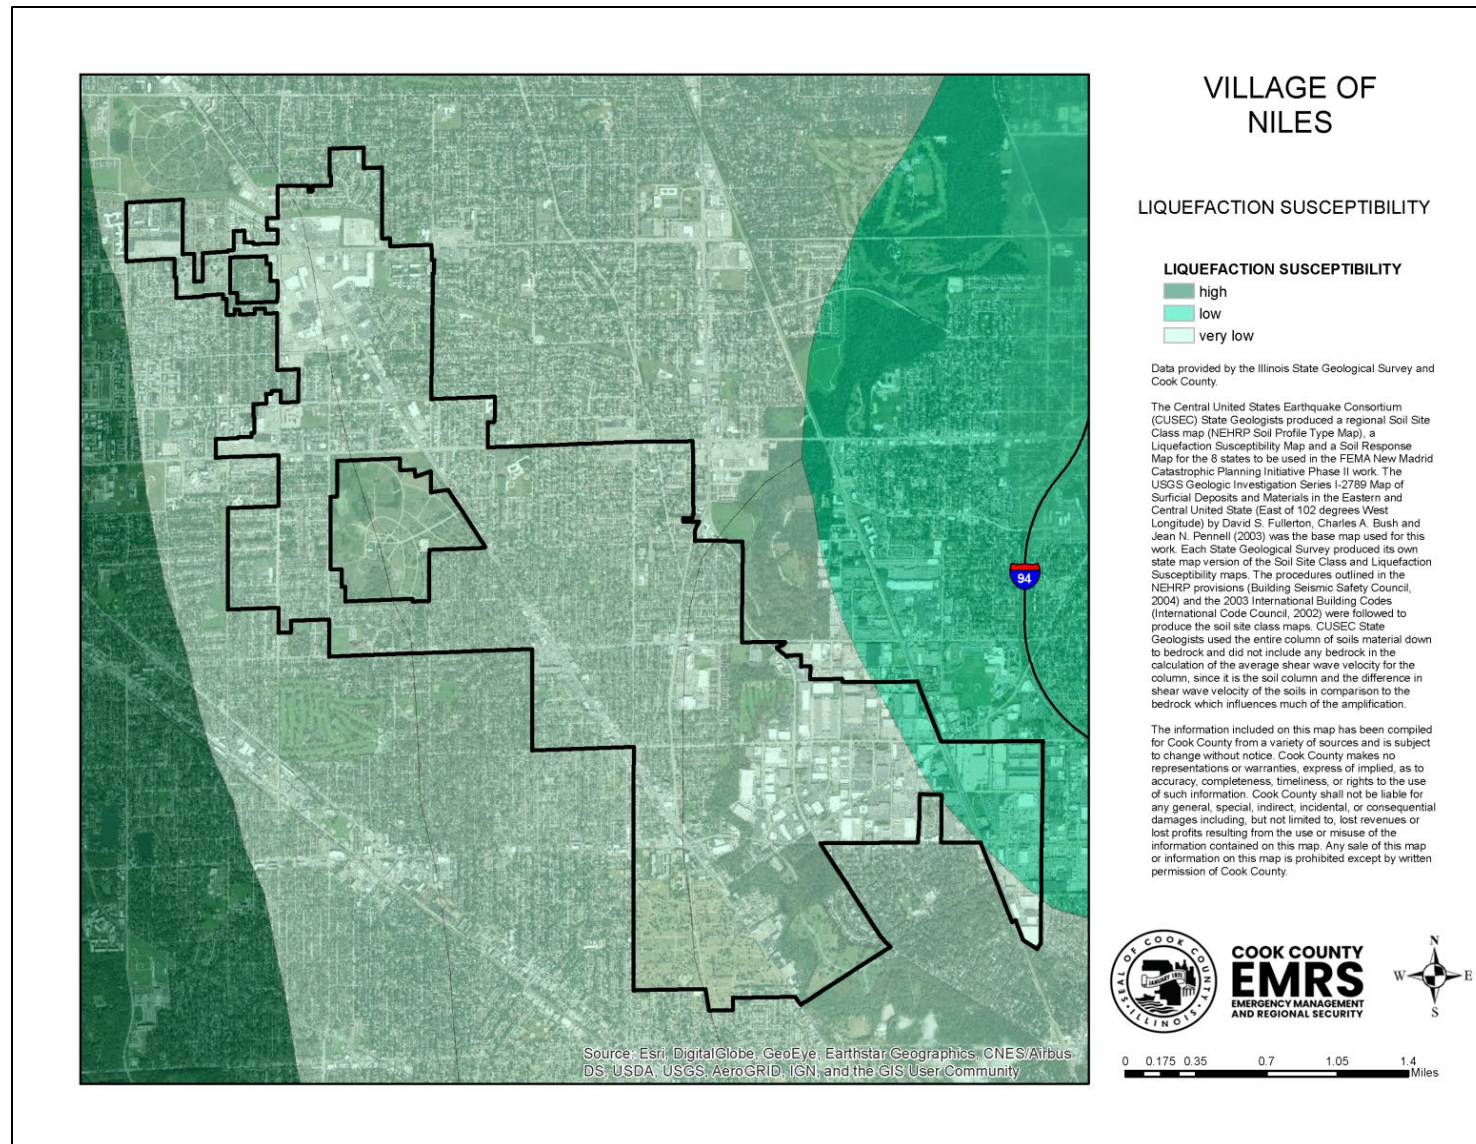 VILLAGE OF
NILES
LIQUEFACTION SUSCEPTIBILITY
LIQUEFACTION SUSCEPTIBILITY
high
low
very low
Data provided by the Illinois State Geological Survey and
Cook County.
The Central United States Earthquake Consortium
(CUSEC) State Geologists produced a regional Soil Site
Class map (NEHRP Soil Profile Type Map), a
Liquefaction Susceptibility Map and a Soil Response
Map for the 8 states to be used in the FEMA New Madrid
Catastrophic Planning Initiative Phase II work. The
USGS Geologic Investigation Series I-2789 Map of
Surficial Deposits and Materials in the Eastern and
Central United State (East of 102 degrees West
Longitude) by David S. Fullerton, Charles A. Bush and
Jean N. Pennell (2003) was the base map used for this
work. Each State Geological Survey produced its own
state map version of the Soil Site Class and Liquefaction
Susceptibility maps. The procedures outlined in the
NEHRP provisions (Building Seismic Safety Council,
2004) and the 2003 International Building Codes
(International Code Council, 2002) were followed to
produce the soil site class maps. CUSEC State
Geologists used the entire column of soils material down
to bedrock and did not include any bedrock in the
calculation of the average shear wave velocity for the
column, since it is the soil column and the difference in
shear wave velocity of the soils in comparison to the
bedrock which influences much of the amplification.
The information included on this map has been compiled
for Cook County from a variety of sources and is subject
to change without notice. Cook County makes no
representations or warranties, express of implied, as to
accuracy, completeness, timeliness, or rights to the use
of such information. Cook County shall not be liable for
any general, special, indirect, incidental, or consequential
damages including, but not limited to, lost revenues or
lost profits resulting from the use or misuse of the
information contained on this map. Any sale of this map
or information on this map is prohibited except by written
permission of Cook County.
94
Source: Esri, DigitalGlobe, GeoEye, Earthstar Geographics, CNES/Airbus
DS, USDA, USGS, AeroGRID, IGN, and the GIS User Community
SEAL OF COOK COUNTY
JANUARY 1831
ILLINOIS
COOK COUNTY
EMRS
EMERGENCY MANAGEMENT
AND REGIONAL SECURITY
N
W E
S
0 0.175 0.35 0.7 1.05 1.4
Miles